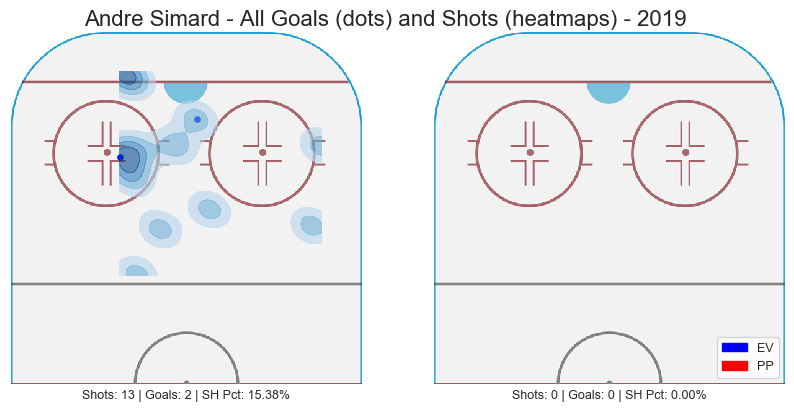 Andre Simard - All Goals (dots) and Shots (heatmaps) - 2019
EV
PP
Shots: 13 | Goals: 2 | SH Pct: 15.38%
Shots: 0 | Goals: 0 | SH Pct: 0.00%